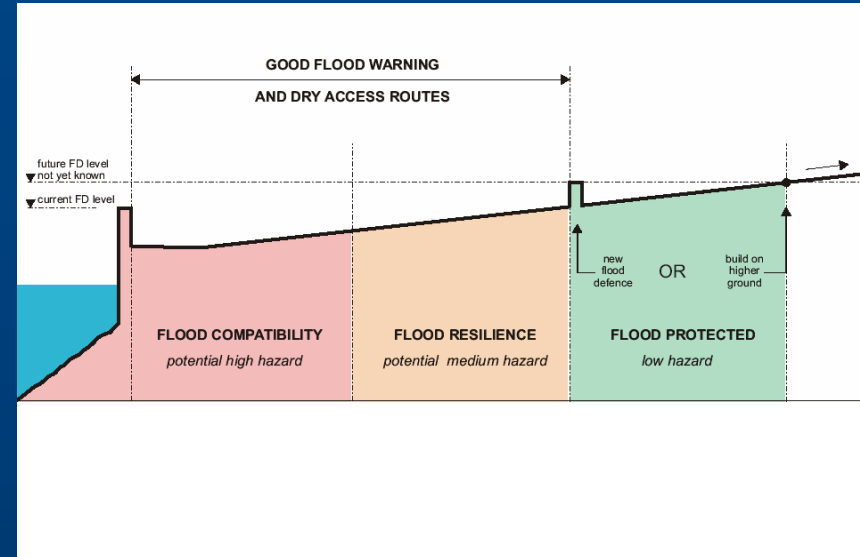 GOOD FLOOD WARNING
AND DRY ACCESS ROUTES
future FD level
not yet known
current FD level
new
flood
defence
OR
build on
higher
ground
FLOOD COMPATIBILITY
potential high hazard
FLOOD RESILIENCE
potential medium hazard
FLOOD PROTECTED
low hazard